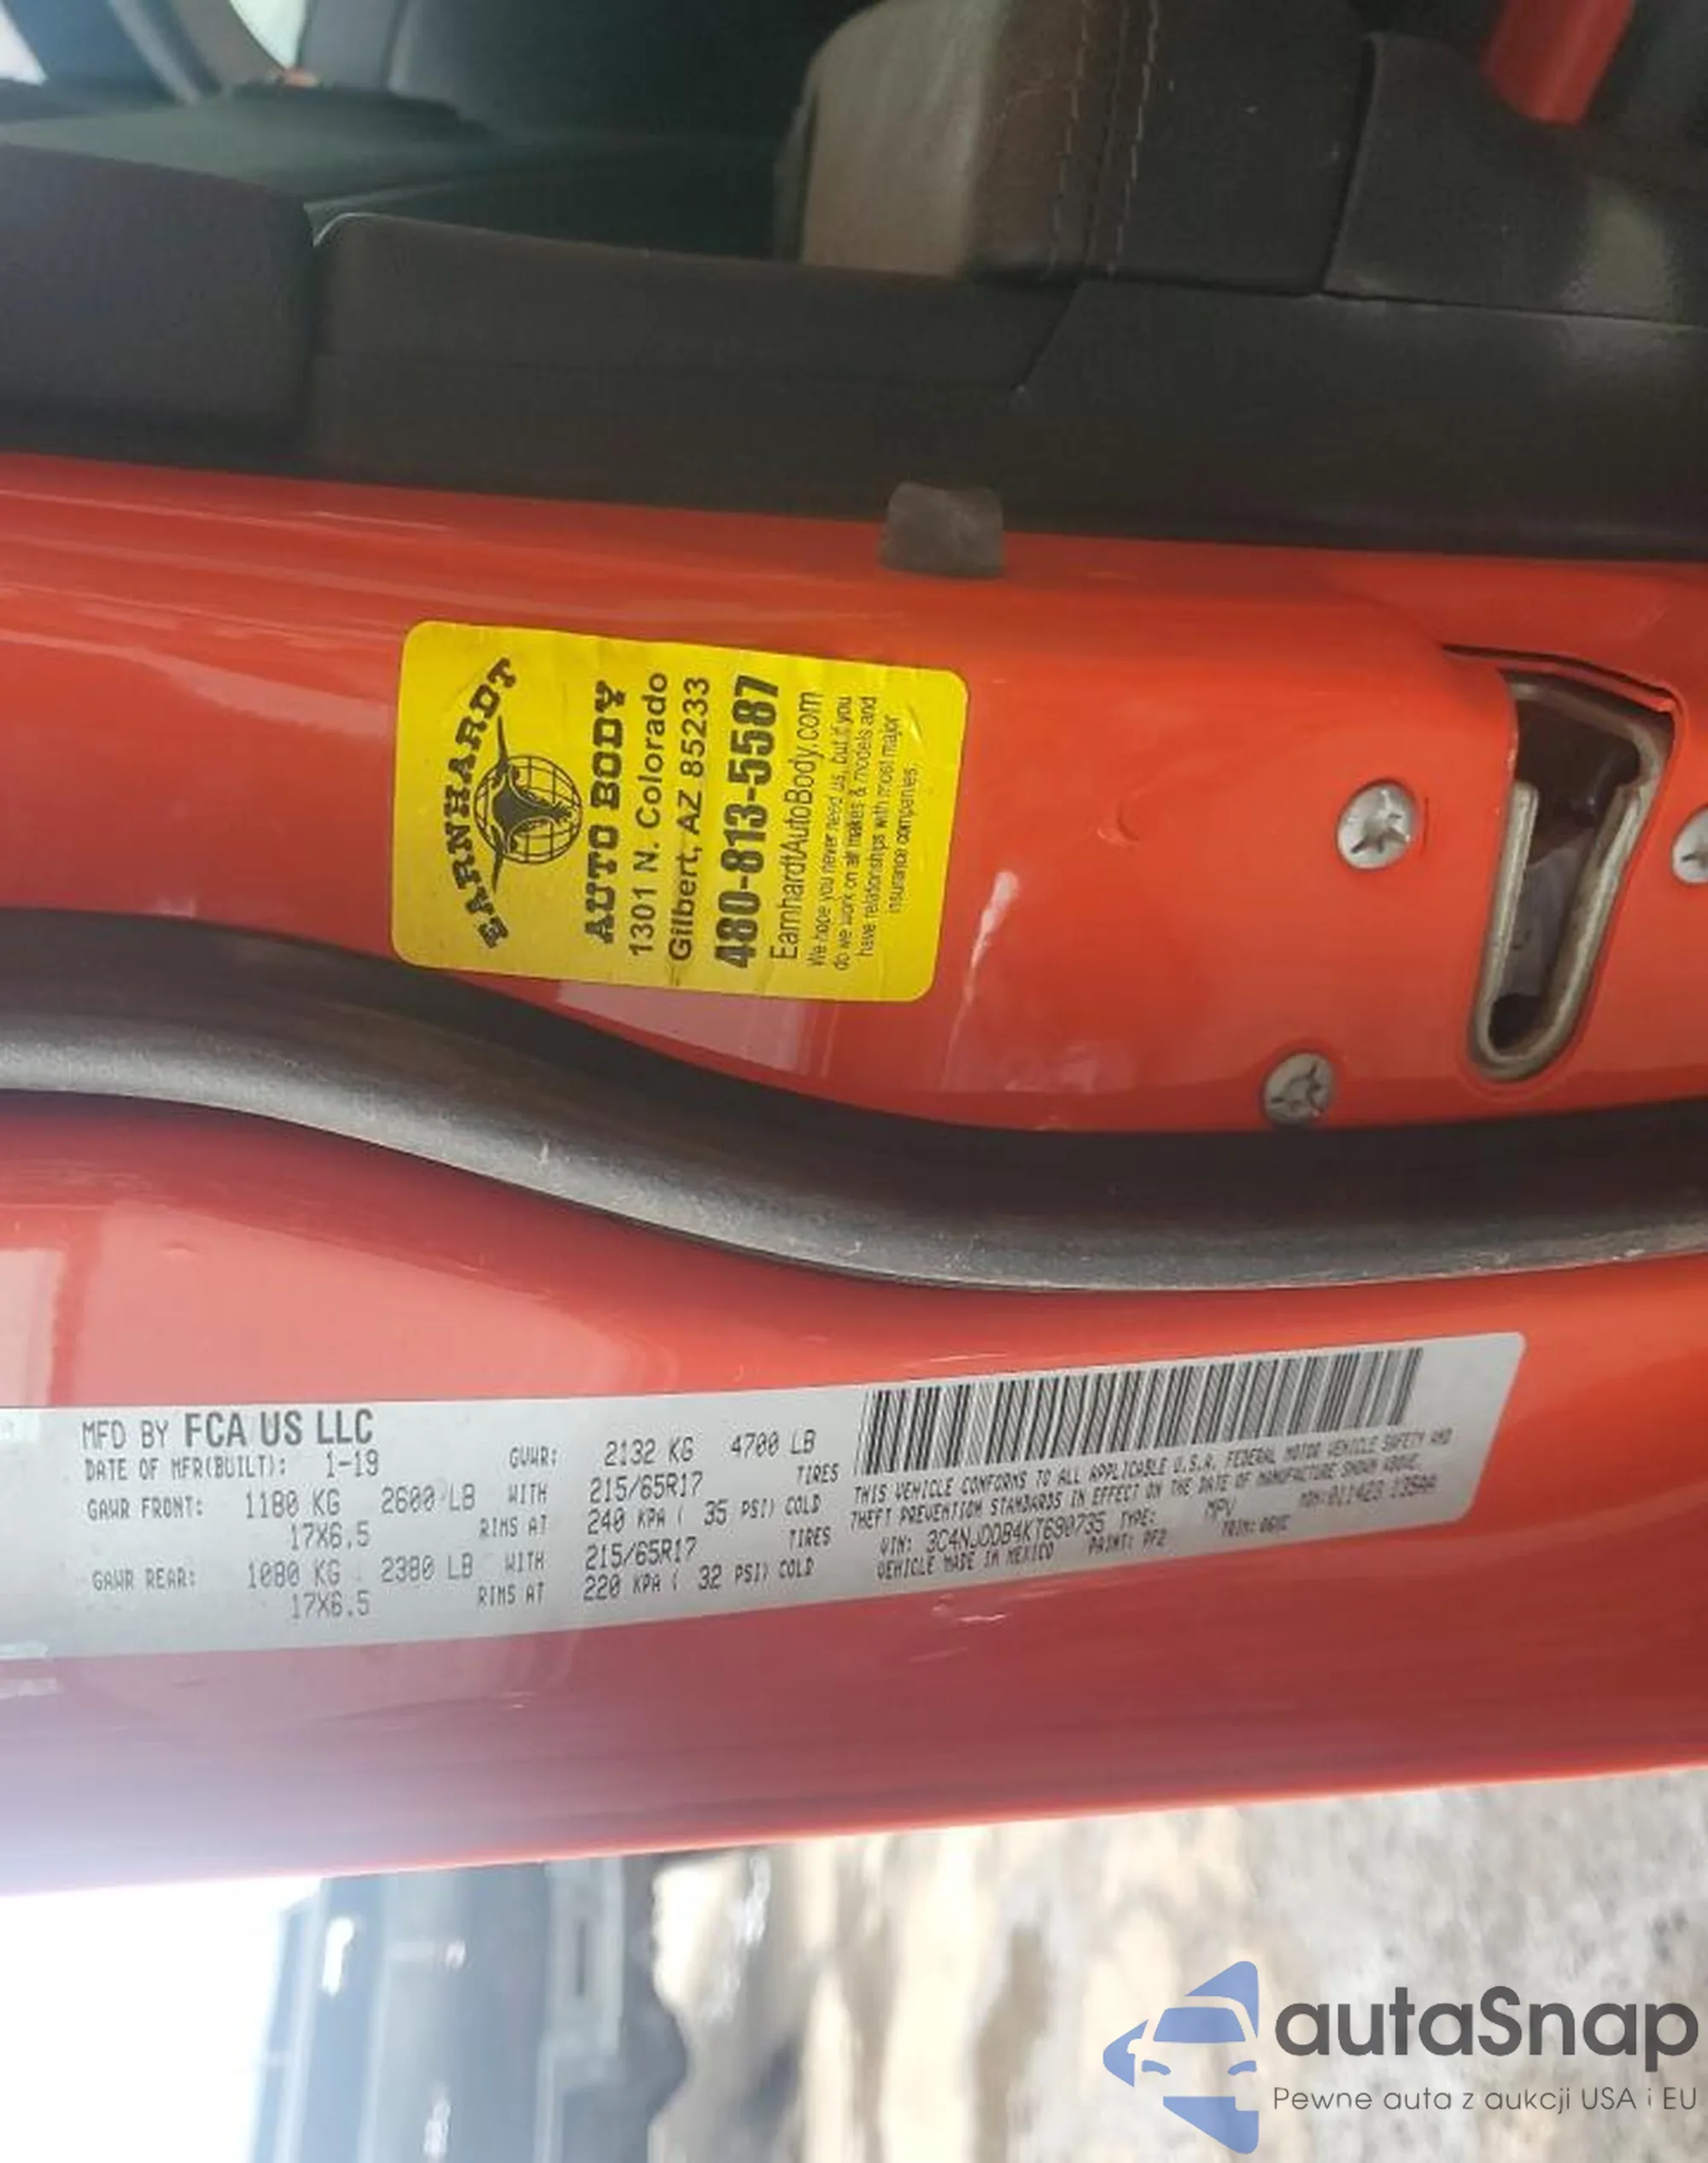 EARNHARDT
AUTO BODY
1301 N. Colorado
Gilbert, AZ 85233
480-813-5587
EarnhardtAutoBody.com
We hope you never need us, but if you
do we work on all makes & models and
have relationships with most major
insurance companies.
MFD BY FCA US LLC
DATE OF MFR(BUILT): 1-19
GVWR: 2132 KG 4700 LB
GAWR FRONT: 1180 KG 2600 LB WITH 215/65R17 TIRES
17X6.5 RIMS AT 240 KPA ( 35 PSI) COLD
GAWR REAR: 1080 KG 2380 LB WITH 215/65R17 TIRES
17X6.5 RIMS AT 220 KPA ( 32 PSI) COLD
THIS VEHICLE CONFORMS TO ALL APPLICABLE U.S.A. FEDERAL MOTOR VEHICLE SAFETY AND
THEFT PREVENTION STANDARDS IN EFFECT ON THE DATE OF MANUFACTURE SHOWN ABOVE.
VIN: 3C4NJDDB4KT690735 TYPE: MPV
VEHICLE MADE IN MEXICO PAINT: PF2 TRIM:
autaSnap
Pewne auta z aukcji USA i EU